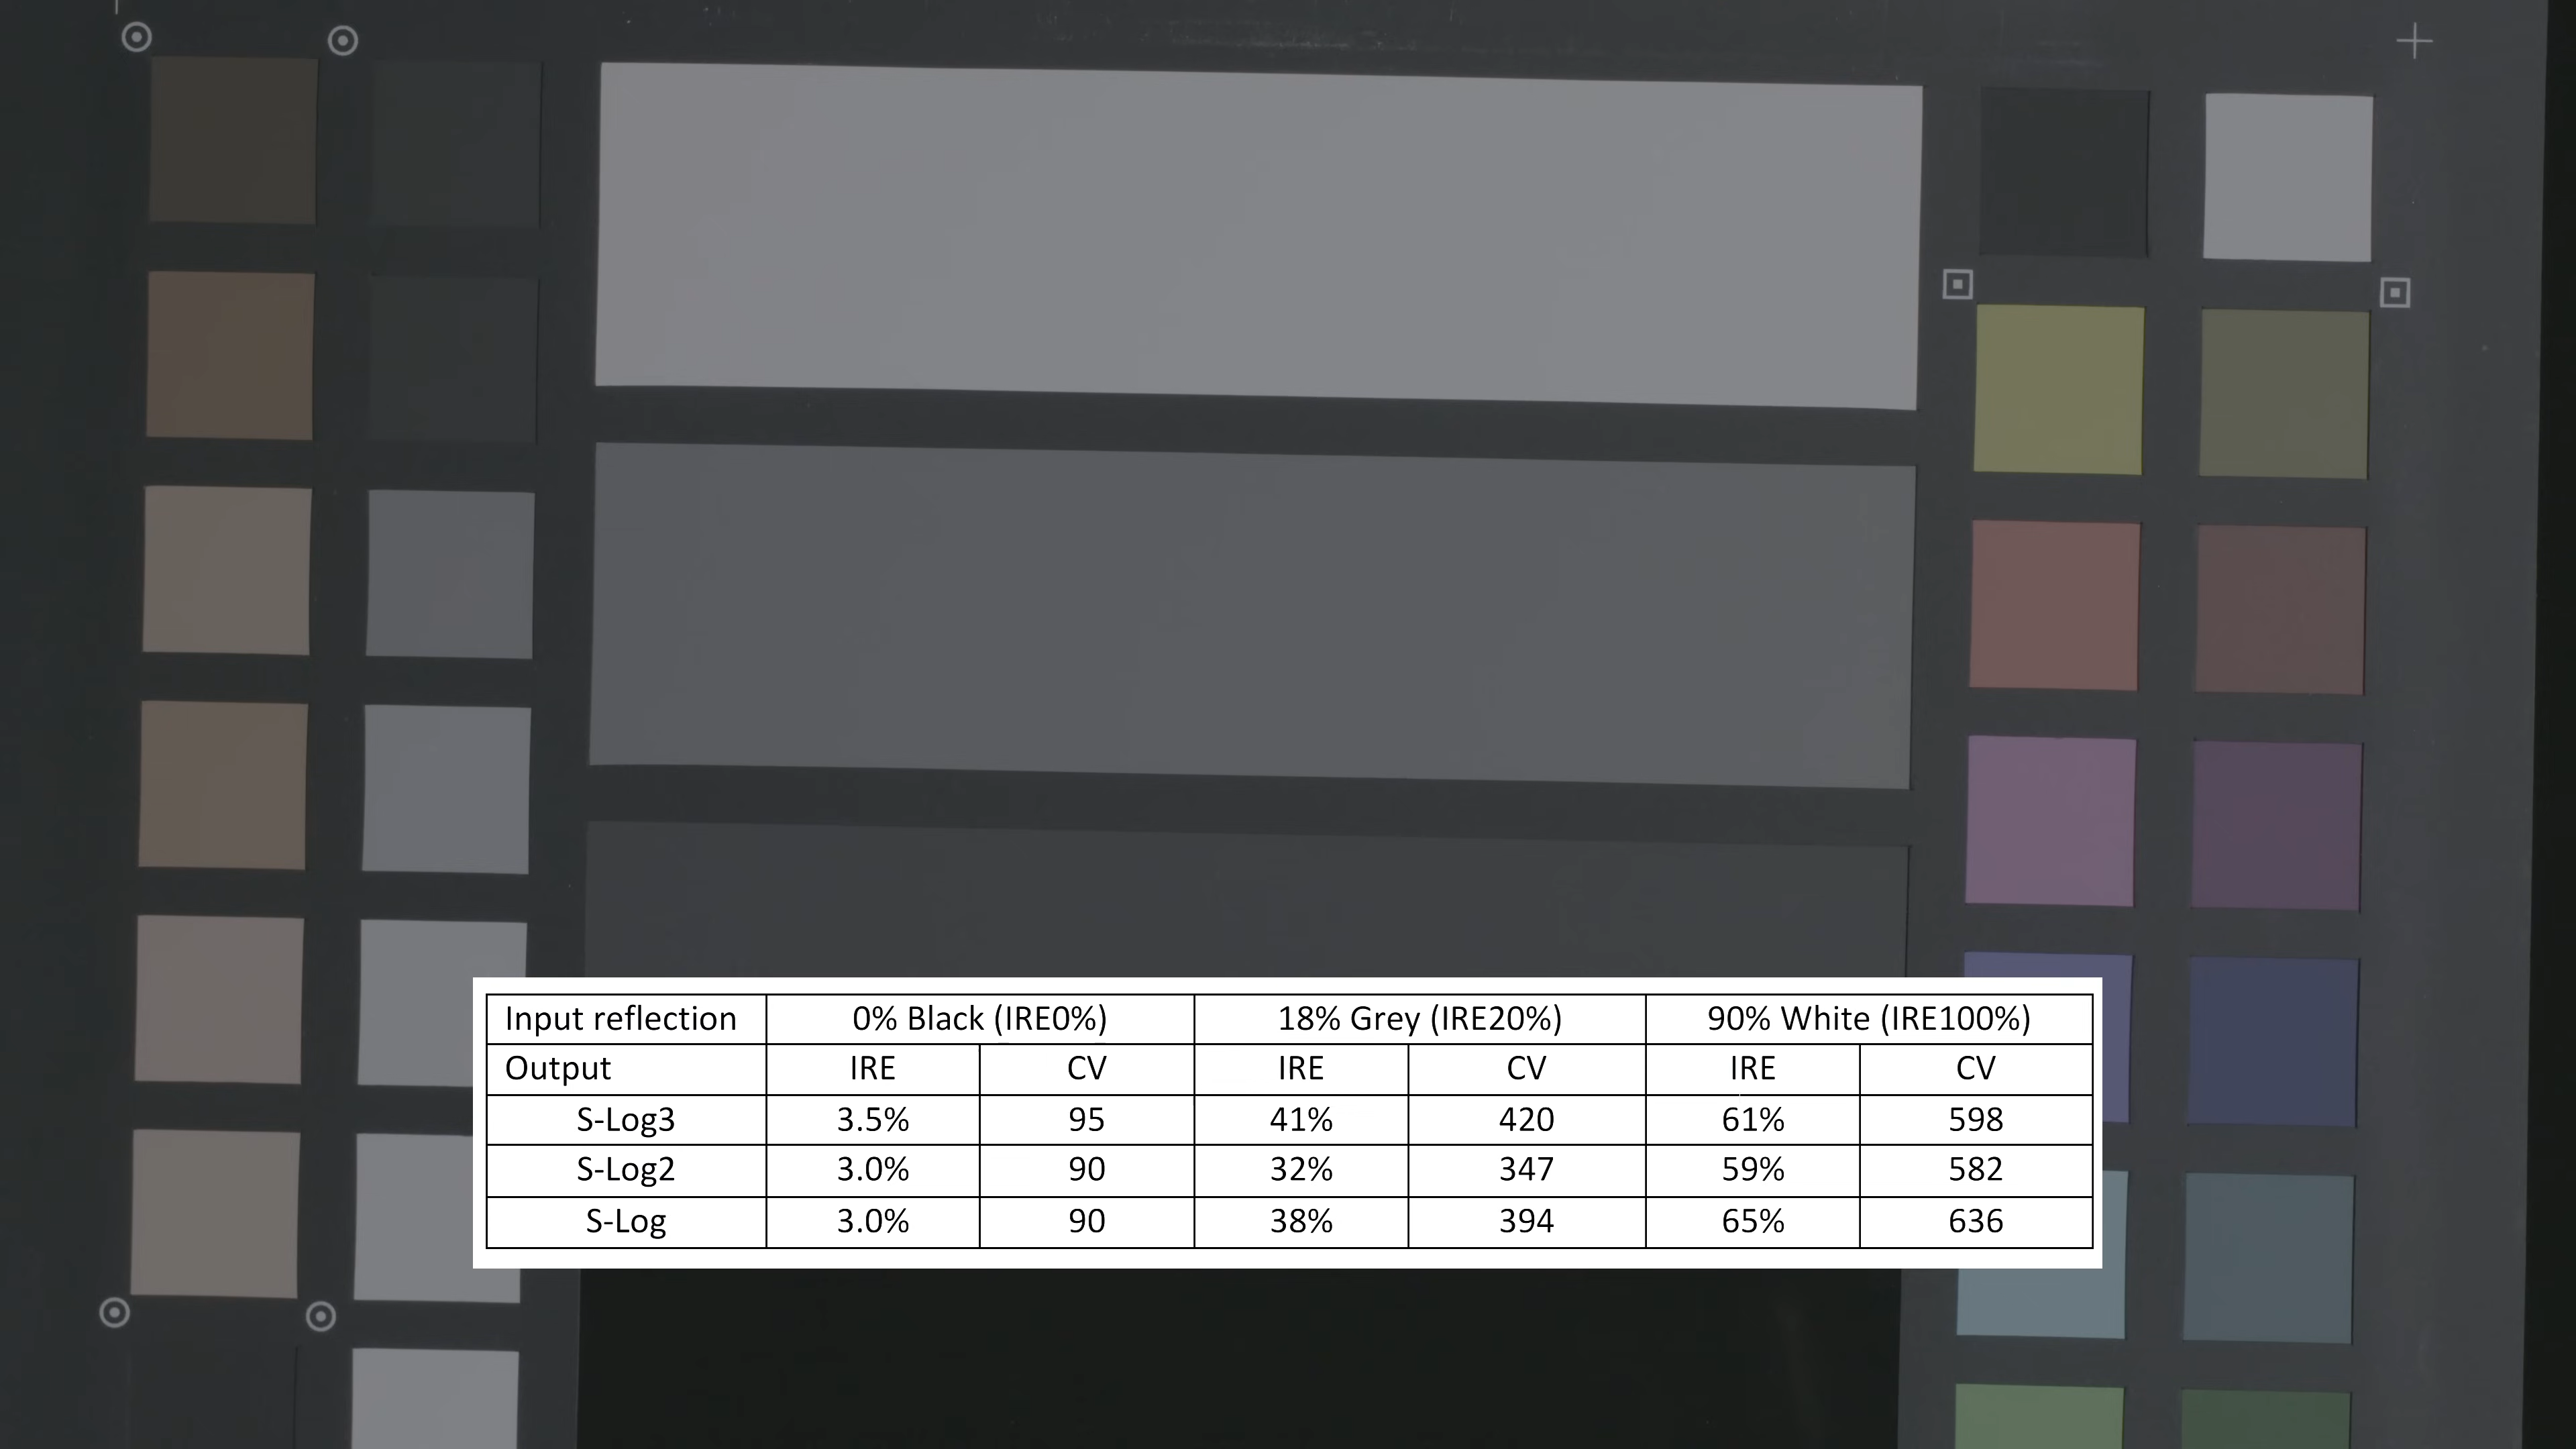 Input reflection 0% Black (IRE0%) 18% Grey (IRE20%) 90% White (IRE100%)
Output IRE CV IRE CV IRE CV
S-Log3 3.5% 95 41% 420 61% 598
S-Log2 3.0% 90 32% 347 59% 582
S-Log 3.0% 90 38% 394 65% 636